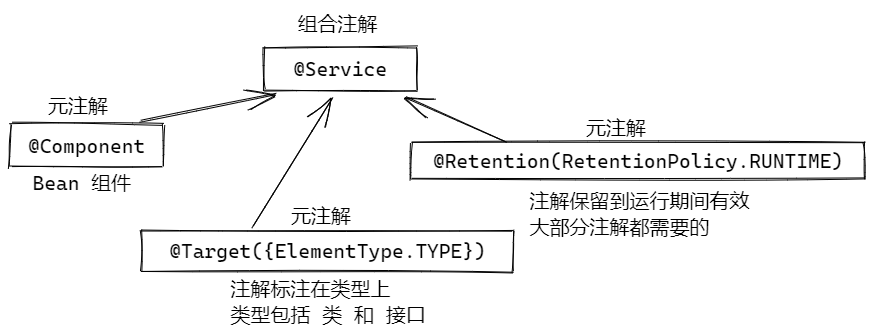 组合注解
@Service
元注解
@Component
Bean 组件
元注解
@Retention(RetentionPolicy.RUNTIME)
注解保留到运行期间有效
大部分注解都需要的
元注解
@Target({ElementType.TYPE})
注解标注在类型上
类型包括 类 和 接口